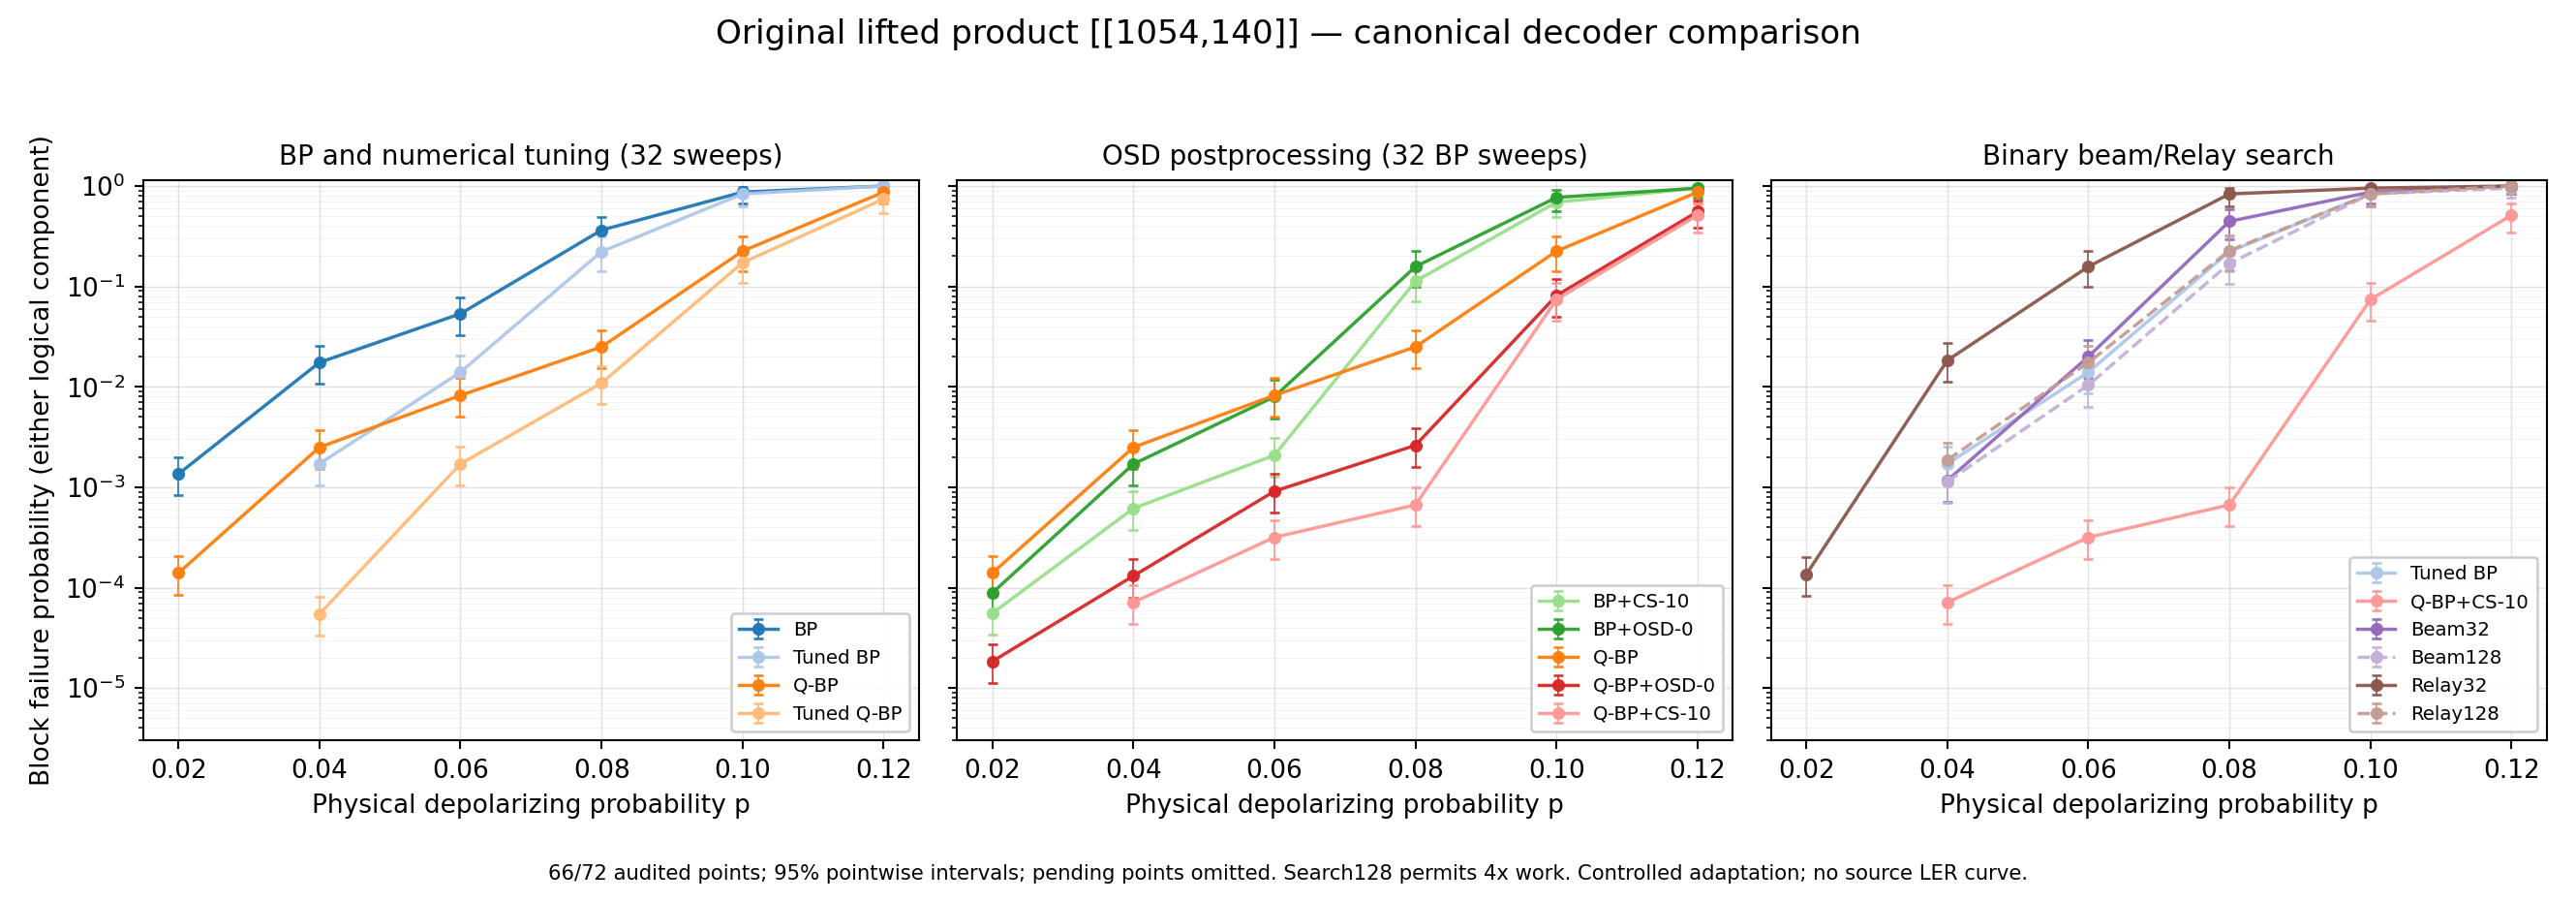 Original lifted product [[1054,140]] — canonical decoder comparison
BP and numerical tuning (32 sweeps)
Block failure probability (either logical component)
10⁰
10⁻¹
10⁻²
10⁻³
10⁻⁴
10⁻⁵
BP
Tuned BP
Q-BP
Tuned Q-BP
0.02 0.04 0.06 0.08 0.10 0.12
Physical depolarizing probability p
OSD postprocessing (32 BP sweeps)
BP+CS-10
BP+OSD-0
Q-BP
Q-BP+OSD-0
Q-BP+CS-10
0.02 0.04 0.06 0.08 0.10 0.12
Physical depolarizing probability p
Binary beam/Relay search
Tuned BP
Q-BP+CS-10
Beam32
Beam128
Relay32
Relay128
0.02 0.04 0.06 0.08 0.10 0.12
Physical depolarizing probability p
66/72 audited points; 95% pointwise intervals; pending points omitted. Search128 permits 4x work. Controlled adaptation; no source LER curve.